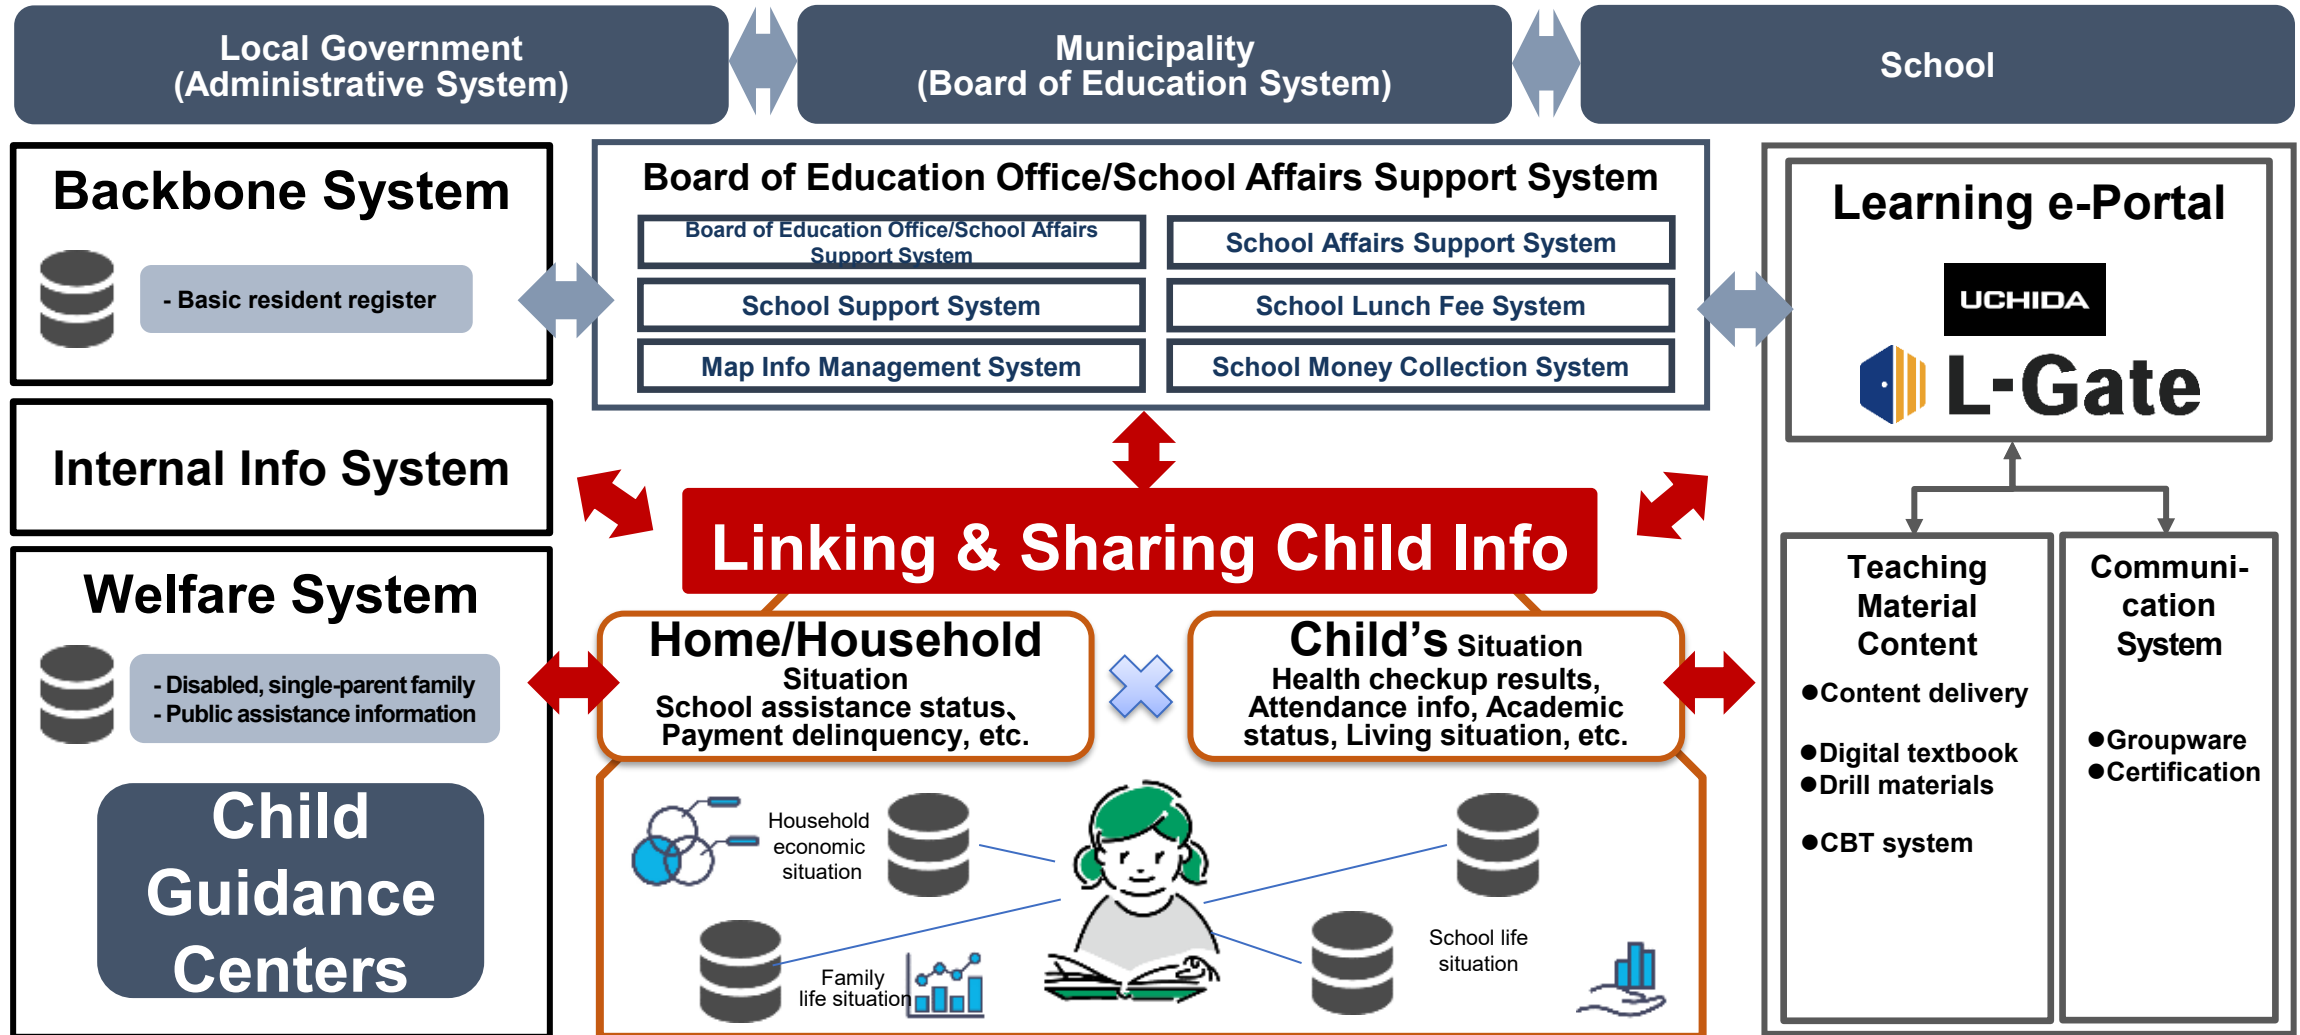 Local Government
(Administrative System)
Municipality
(Board of Education System)
School
Backbone System
- Basic resident register
Internal Info System
Welfare System
- Disabled, single-parent family
- Public assistance information
Child
Guidance
Centers
Board of Education Office/School Affairs Support System
Board of Education Office/School Affairs
Support System
School Affairs Support System
School Support System
School Lunch Fee System
Map Info Management System
School Money Collection System
Linking & Sharing Child Info
Home/Household
Situation
School assistance status、
Payment delinquency, etc.
Child’s Situation
Health checkup results,
Attendance info, Academic
status, Living situation, etc.
Household
economic
situation
Family
life situation
School life
situation
Learning e-Portal
UCHIDA
L-Gate
Teaching
Material
Content
●Content delivery
●Digital textbook
●Drill materials
●CBT system
Communi-
cation
System
●Groupware
●Certification